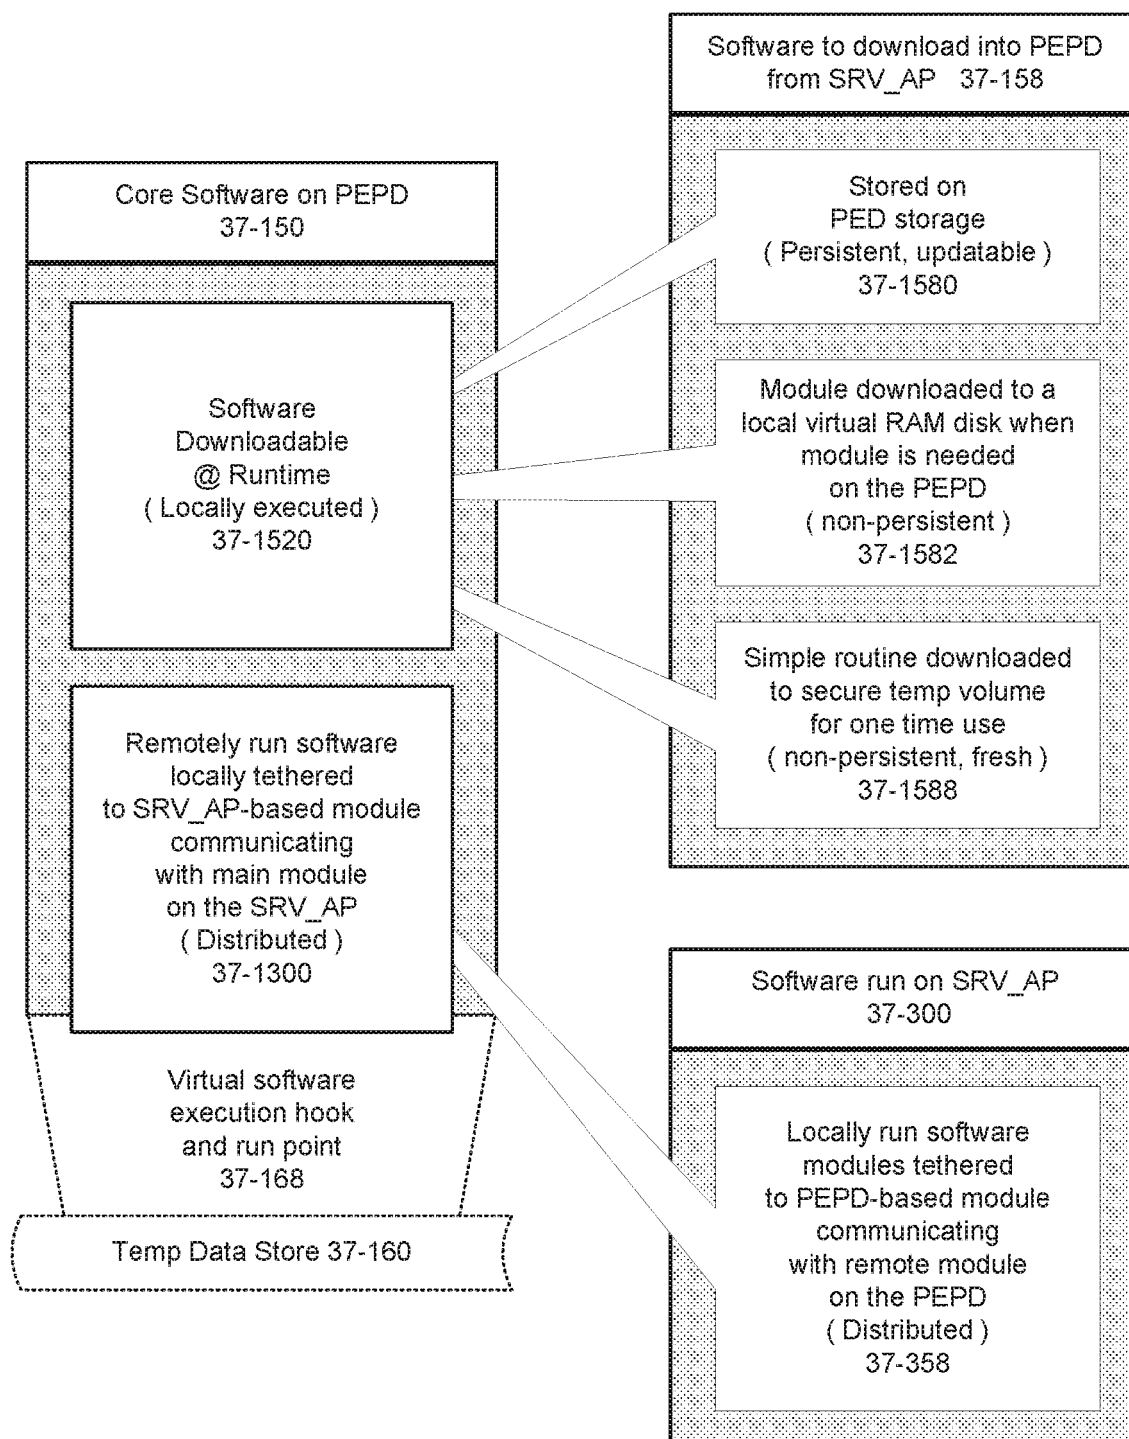 Core Software on PEPD
37-150
Software
Downloadable
@ Runtime
( Locally executed )
37-1520
Remotely run software
locally tethered
to SRV_AP-based module
communicating
with main module
on the SRV_AP
( Distributed )
37-1300
Virtual software
execution hook
and run point
37-168
Temp Data Store 37-160
Software to download into PEPD
from SRV_AP 37-158
Stored on
PED storage
( Persistent, updatable )
37-1580
Module downloaded to a
local virtual RAM disk when
module is needed
on the PEPD
( non-persistent )
37-1582
Simple routine downloaded
to secure temp volume
for one time use
( non-persistent, fresh )
37-1588
Software run on SRV_AP
37-300
Locally run software
modules tethered
to PEPD-based module
communicating
with remote module
on the PEPD
( Distributed )
37-358